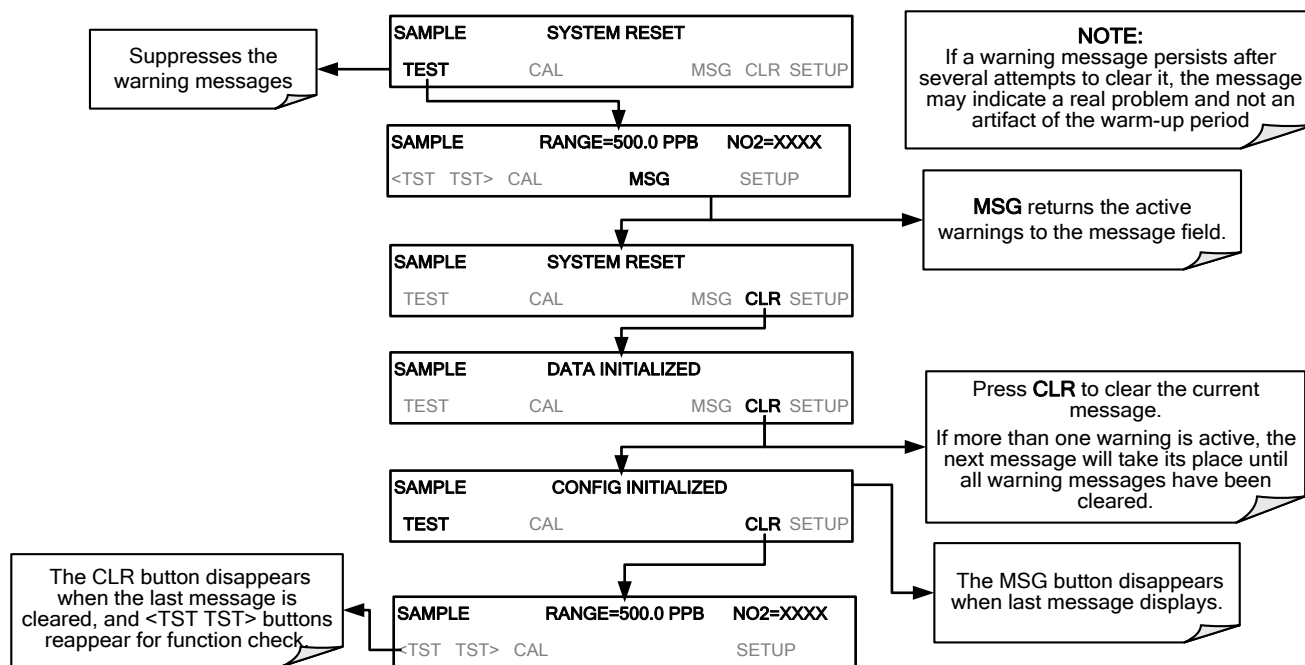 Suppresses the
warning messages
SAMPLE SYSTEM RESET
TEST CAL MSG CLR SETUP
NOTE:
If a warning message persists after
several attempts to clear it, the message
may indicate a real problem and not an
artifact of the warm-up period
SAMPLE RANGE=500.0 PPB NO2=XXXX
<TST TST> CAL MSG SETUP
MSG returns the active
warnings to the message field.
SAMPLE SYSTEM RESET
TEST CAL MSG CLR SETUP
SAMPLE DATA INITIALIZED
TEST CAL MSG CLR SETUP
Press CLR to clear the current
message.
If more than one warning is active, the
next message will take its place until
all warning messages have been
cleared.
SAMPLE CONFIG INITIALIZED
TEST CAL CLR SETUP
The MSG button disappears
when last message displays.
The CLR button disappears
when the last message is
cleared, and <TST TST> buttons
reappear for function check.
SAMPLE RANGE=500.0 PPB NO2=XXXX
<TST TST> CAL SETUP